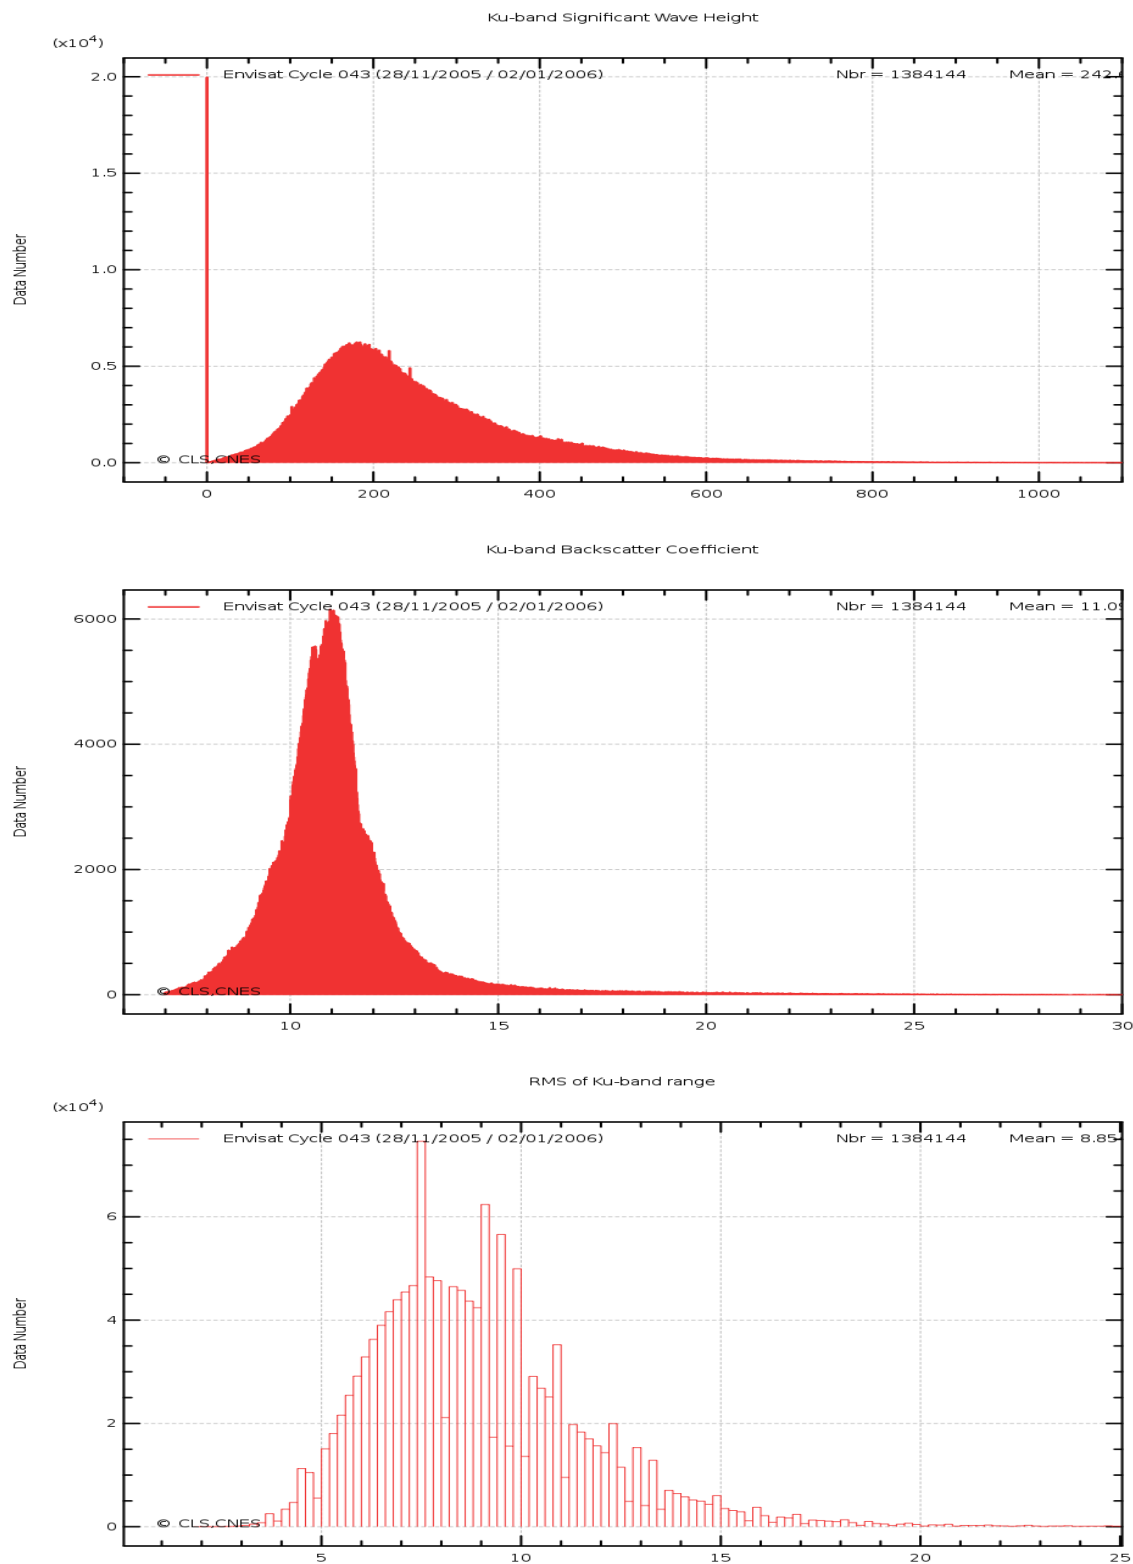 Ku-band Significant Wave Height
(x10⁴)
Envisat Cycle 043 (28/11/2005 / 02/01/2006) Nbr = 1384144 Mean = 242.
2.0
1.5
1.0
0.5
0.0
Data Number
© CLS,CNES
0 200 400 600 800 1000
Ku-band Backscatter Coefficient
Envisat Cycle 043 (28/11/2005 / 02/01/2006) Nbr = 1384144 Mean = 11.09
6000
4000
2000
0
Data Number
© CLS,CNES
10 15 20 25 30
RMS of Ku-band range
(x10⁴)
Envisat Cycle 043 (28/11/2005 / 02/01/2006) Nbr = 1384144 Mean = 8.85
6
4
2
0
Data Number
© CLS,CNES
5 10 15 20 25